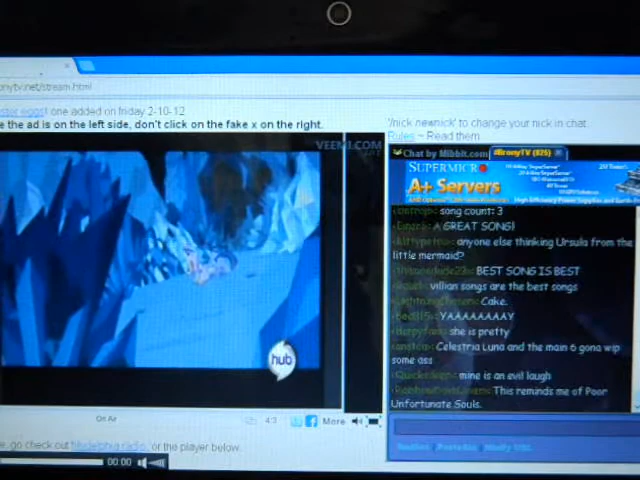 onytv.net/stream.html
one added on friday 2-10-12
e the ad is on the left side, don't click on the fake x on the right.
'/nick newnick' to change your nick in chat.
Rules ~ Read them.
VEEMI.COM
Chat by Mibbit.com
SUPERMICRO
A+ Servers
song count: 3
A GREAT SONG!
anyone else thinking Ursula from the
little mermaid?
BEST SONG IS BEST
villian songs are the best songs
Cake.
YAAAAAAAAY
she is pretty
Celestria Luna and the main 6 gona wip
some ass
mine is an evil laugh
This reminds me of Poor
Unfortunate Souls.
hub
On Air
4:3
More
e, go check out fillydelphia radio, or the player below.
00:00